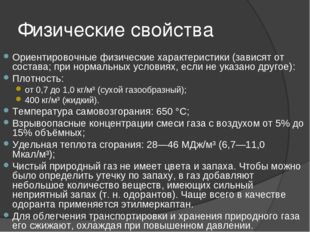 Физические свойства
Ориентировочные физические характеристики (зависят от
состава; при нормальных условиях, если не указано другое):
Плотность:
от 0,7 до 1,0 кг/м³ (сухой газообразный);
400 кг/м³ (жидкий).
Температура самовозгорания: 650 °C;
Взрывоопасные концентрации смеси газа с воздухом от 5% до
15% объёмных;
Удельная теплота сгорания: 28—46 МДж/м³ (6,7—11,0
Мкал/м³);
Чистый природный газ не имеет цвета и запаха. Чтобы можно
было определить утечку по запаху, в газ добавляют
небольшое количество веществ, имеющих сильный
неприятный запах (т. н. одорантов). Чаще всего в качестве
одоранта применяется этилмеркаптан.
Для облегчения транспортировки и хранения природного газа
его сжижают, охлаждая при повышенном давлении.